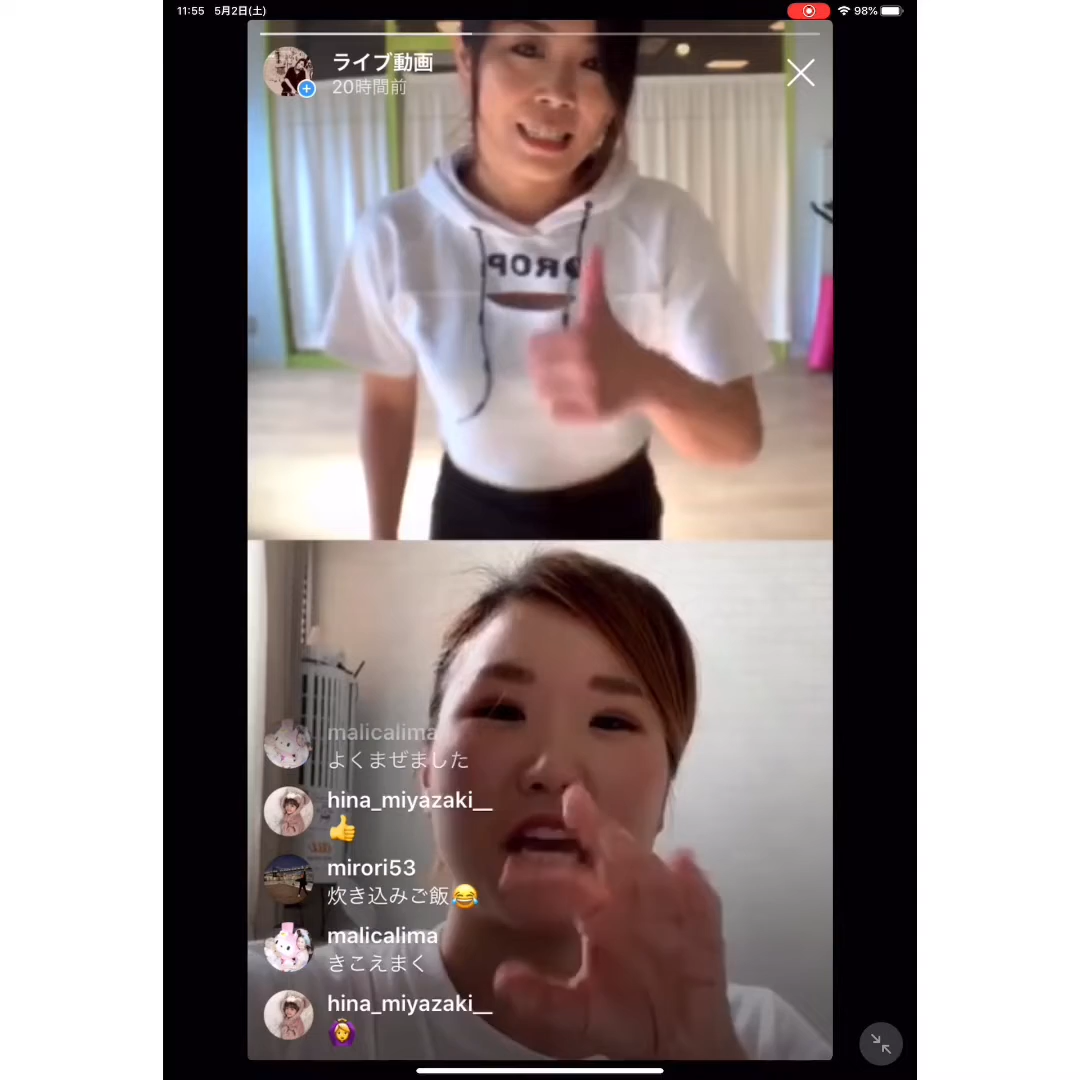 11:55 5月2日(土)
98%
ライブ動画
20時間前
DROP
malicalima
よくまぜました
hina_miyazaki__
👍
mirori53
炊き込みご飯😂
malicalima
きこえまく
hina_miyazaki__
🙆‍♀️